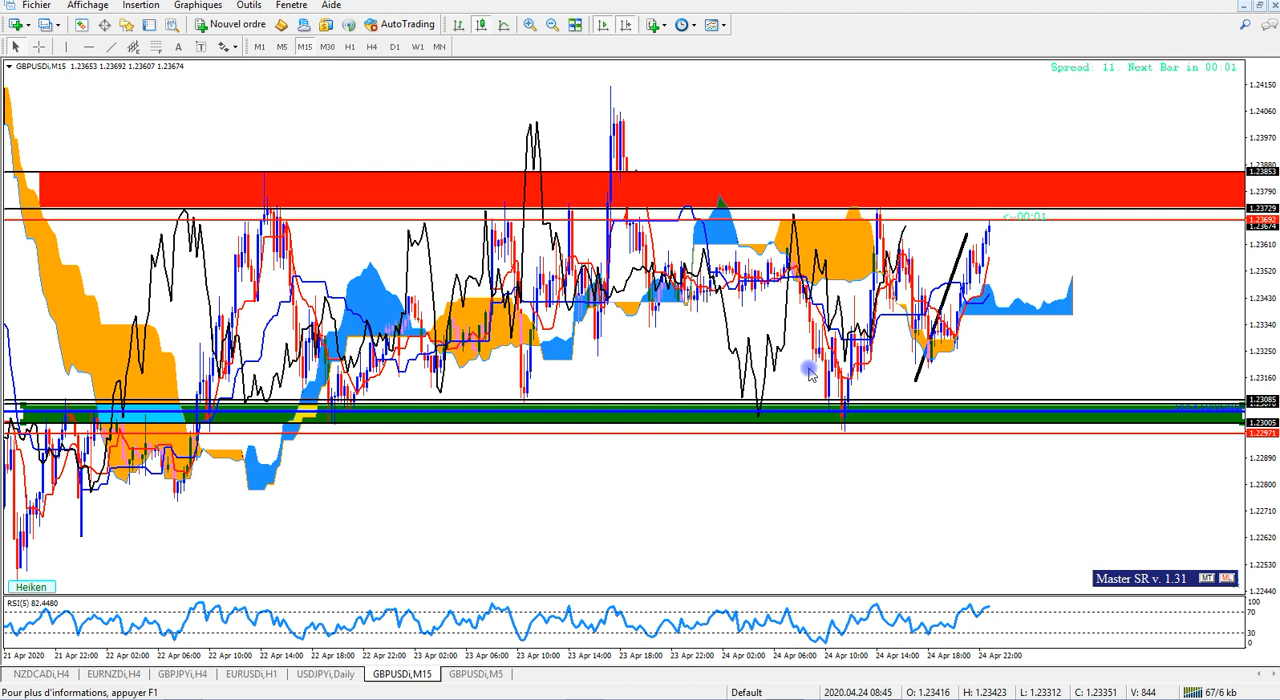 Fichier Affichage Insertion Graphiques Outils Fenetre Aide
Nouvel ordre AutoTrading
A T M1 M5 M15 M30 H1 H4 D1 W1 MN
GBPUSDi,M15 1.23653 1.23692 1.23607 1.23674
Spread: 11. Next Bar in 00:01
1.24150
1.24060
1.23970
1.23880
1.23853
1.23790
1.23729
<--00:01
1.23692
1.23674
1.23610
1.23520
1.23430
1.23340
1.23250
1.23160
1.23085
1.23005
1.22971
1.22890
1.22800
1.22710
1.22620
1.22530
1.22440
Heiken
Master SR v. 1.31 MT ML
RSI(5) 82.4480
100
70
30
0
21 Apr 2020 21 Apr 22:00 22 Apr 02:00 22 Apr 06:00 22 Apr 10:00 22 Apr 14:00 22 Apr 18:00 22 Apr 22:00 23 Apr 02:00 23 Apr 06:00 23 Apr 10:00 23 Apr 14:00 23 Apr 18:00 23 Apr 22:00 24 Apr 02:00 24 Apr 06:00 24 Apr 10:00 24 Apr 14:00 24 Apr 18:00 24 Apr 22:00
NZDCADi,H4 EURNZDi,H4 GBPJPYi,H4 EURUSDi,H1 USDJPYi,Daily GBPUSDi,M15 GBPUSDi,M5
Pour plus d'informations, appuyer F1 Default 2020.04.24 08:45 O: 1.23416 H: 1.23423 L: 1.23312 C: 1.23351 V: 844 67/6 kb